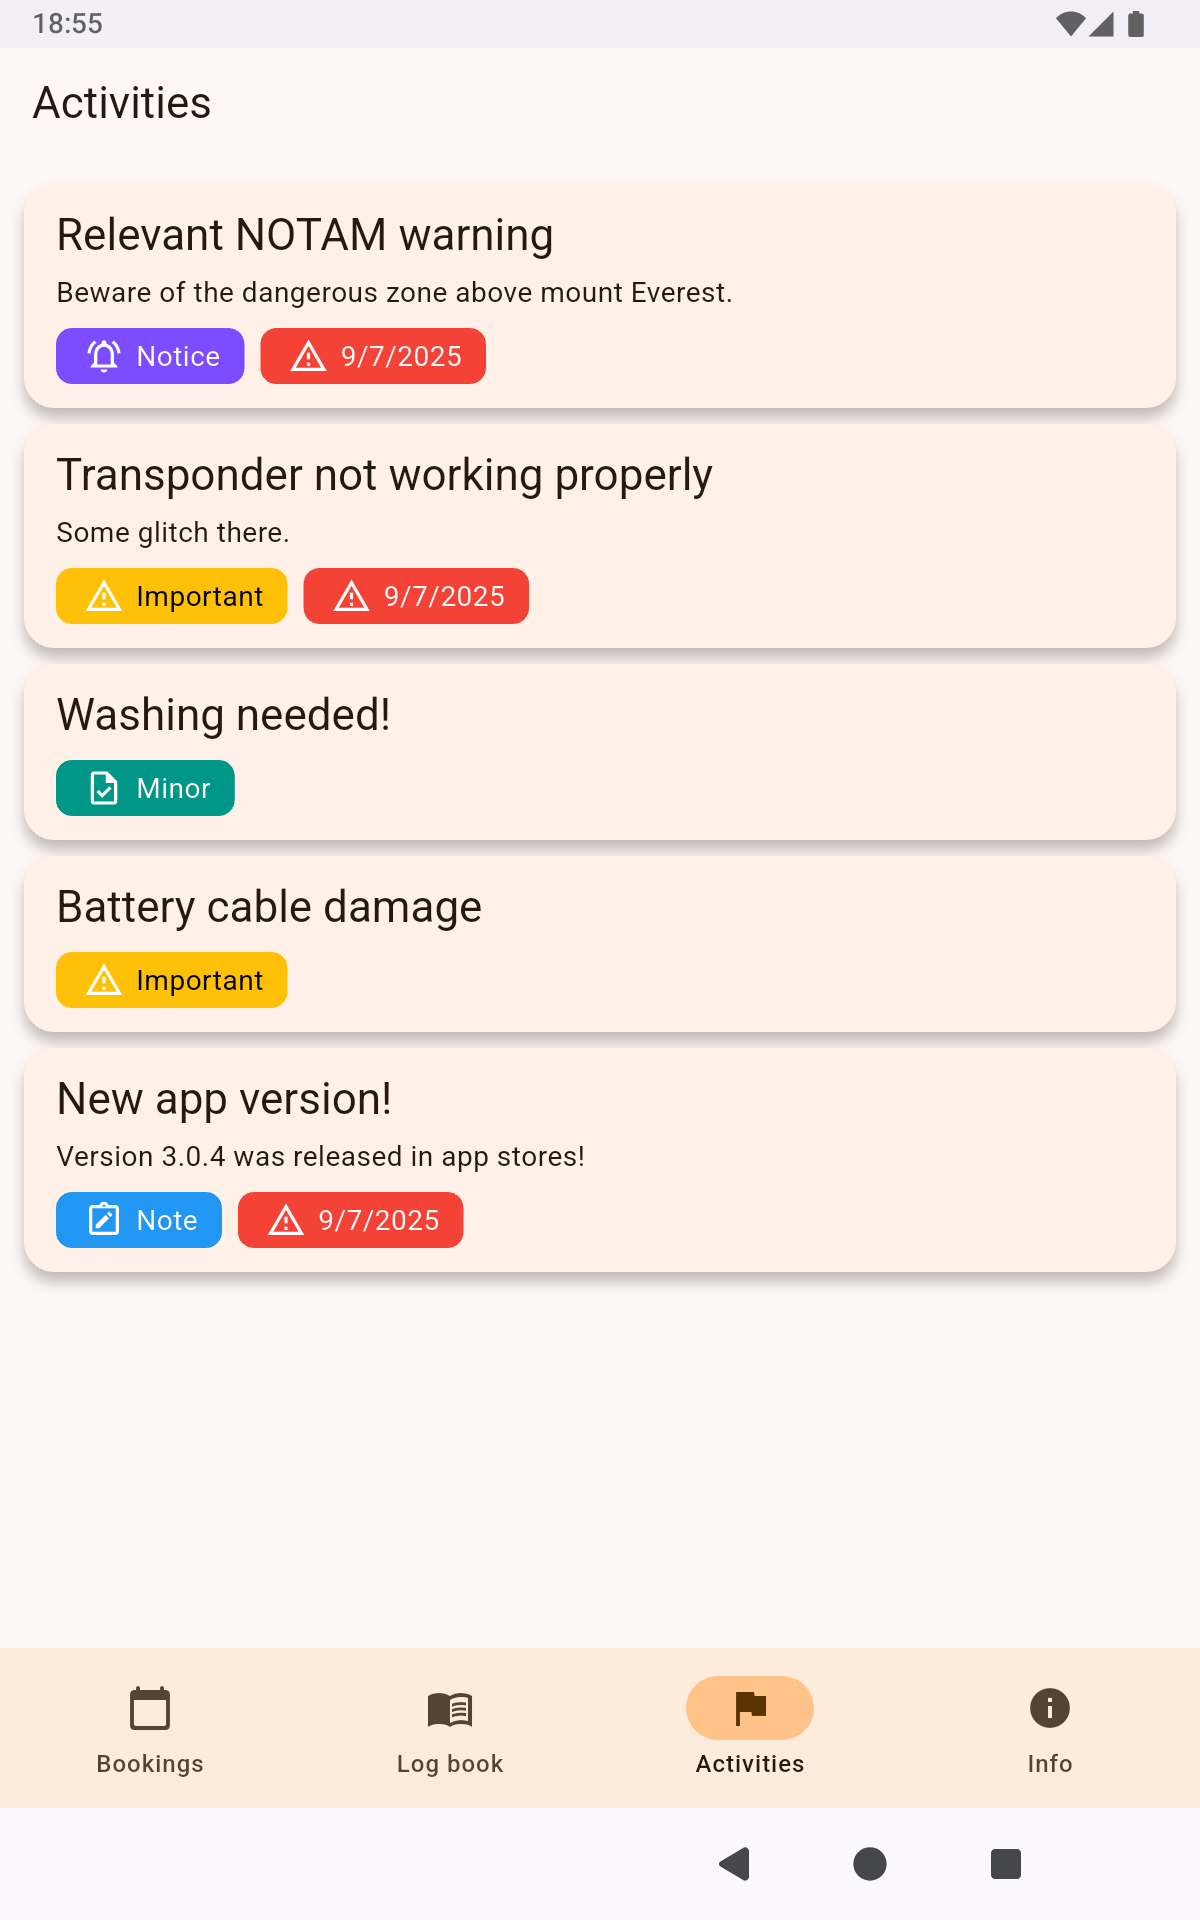 18:55
Activities
Relevant NOTAM warning
Beware of the dangerous zone above mount Everest.
Notice 9/7/2025
Transponder not working properly
Some glitch there.
Important 9/7/2025
Washing needed!
Minor
Battery cable damage
Important
New app version!
Version 3.0.4 was released in app stores!
Note 9/7/2025
Bookings Log book Activities Info